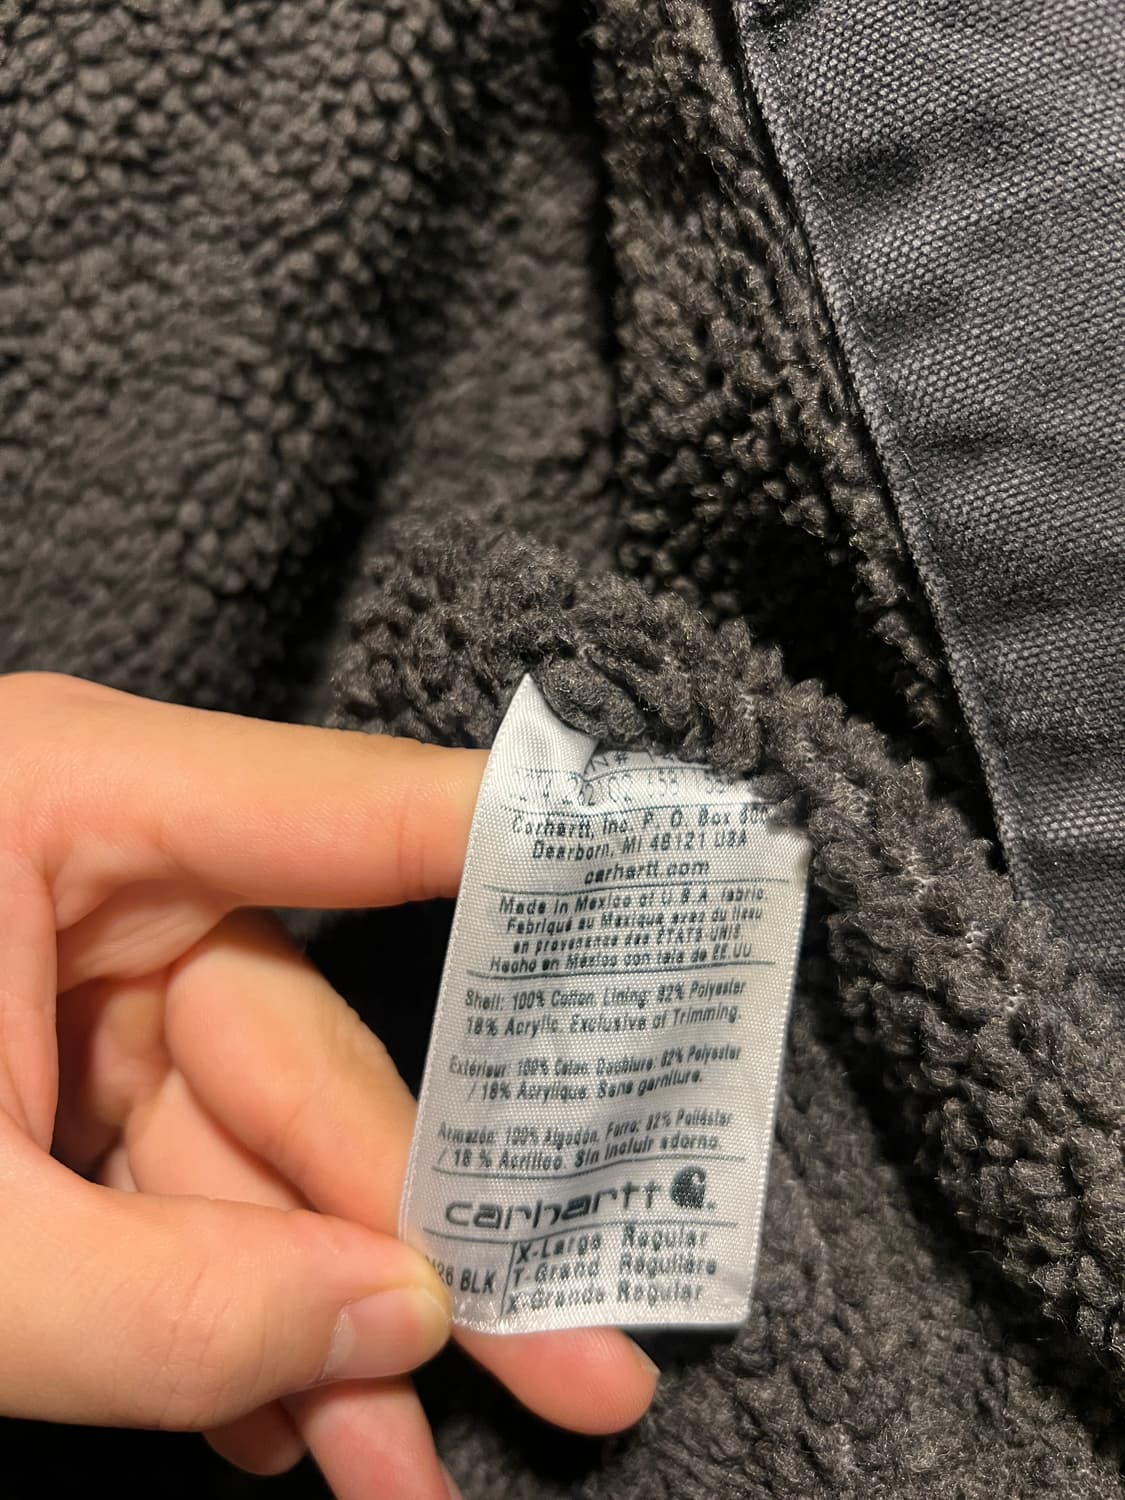 Carhartt, Inc. P. O. Box 600
Dearborn, MI 48121 USA
carhartt.com
Made in Mexico of U.S.A. fabric
Fabriqué au Mexique avec du tissu
en provenance des ÉTATS UNIS
Hecho en Mexico con tela de EE.UU.
Shell: 100% Cotton. Lining: 82% Polyester
18% Acrylic. Exclusive of Trimming.
Extérieur: 100% Coton. Doublure: 82% Polyester
/ 18% Acrylique. Sans garniture.
Armazón: 100% Algodón. Forro: 82% Poliéster
/ 18 % Acrílico. Sin incluir adorno.
carhartt
BLK
X-Large Regular
T-Grand Régulière
X-Grande Regular